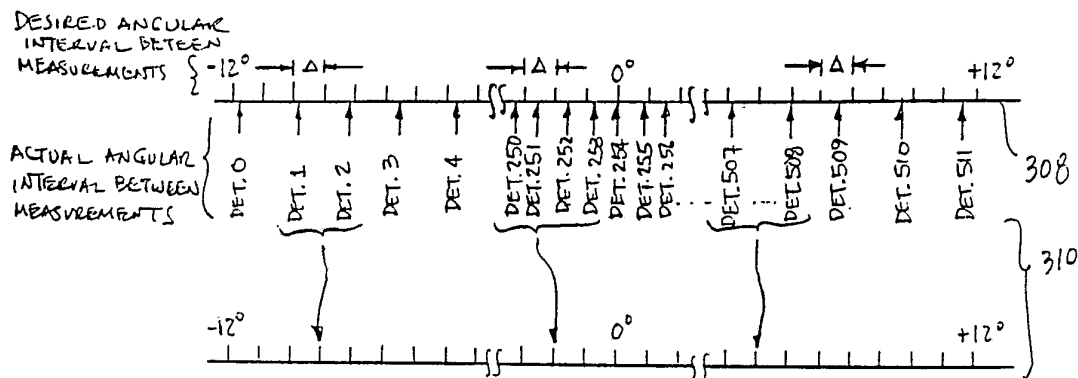 DESIRED ANGULAR
INTERVAL BETEEN
MEASUREMENTS
-12° Δ Δ 0° Δ +12°
ACTUAL ANGULAR
INTERVAL BETWEEN
MEASUREMENTS
DET. 0
DET. 1
DET. 2
DET. 3
DET. 4
DET. 250
DET. 251
DET. 252
DET. 253
DET. 254
DET. 255
DET. 256
..... ...
DET. 507
DET. 508
DET. 509
DET. 510
DET. 511
308
310
-12° 0° +12°